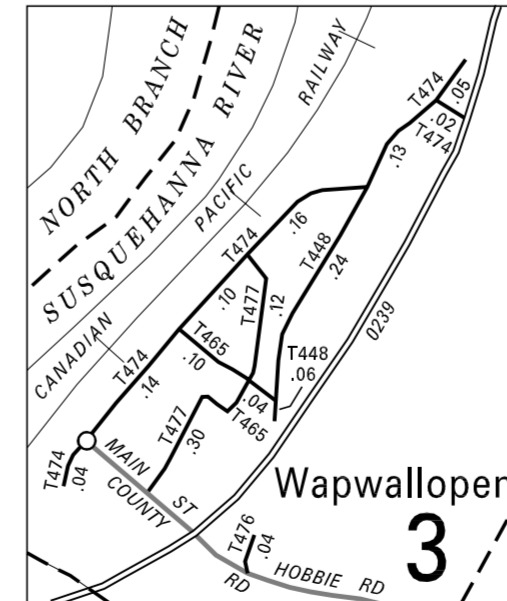 NORTH BRANCH
SUSQUEHANNA RIVER
CANADIAN PACIFIC RAILWAY
T474
.05
.02
T474
.13
.16
T474
T448
.24
.10
T477
.12
0239
T465
.10
T448
.06
T474
.14
.04
T465
T477
.30
T474
.04
MAIN ST
COUNTY RD
Wapwallopen
3
T476
.04
HOBBIE RD